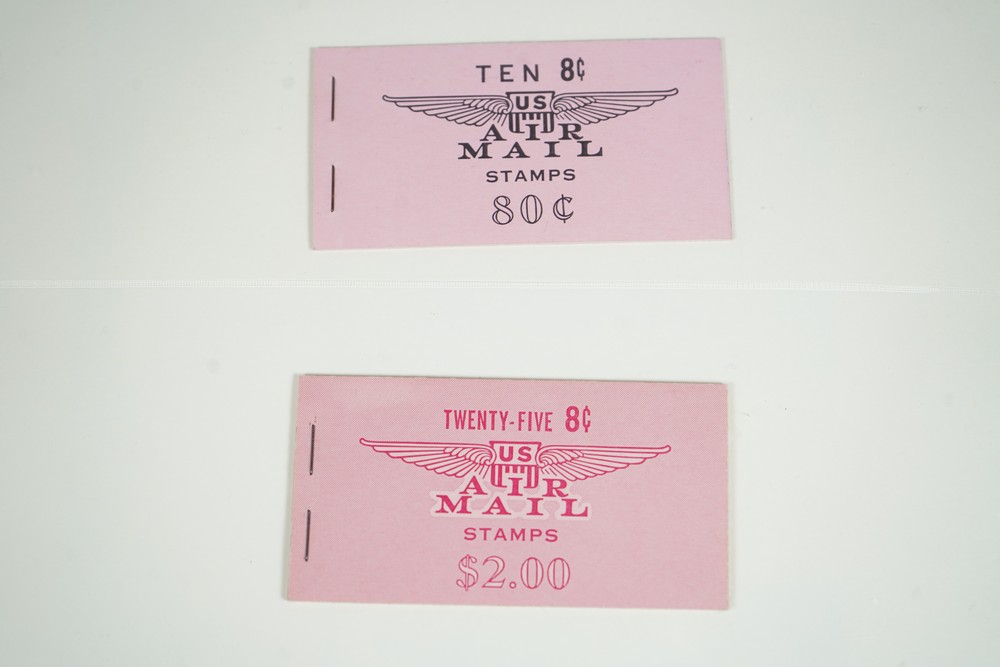 TEN 8¢
US
AIR
MAIL
STAMPS
80¢
TWENTY-FIVE 8¢
US
AIR
MAIL
STAMPS
$2.00